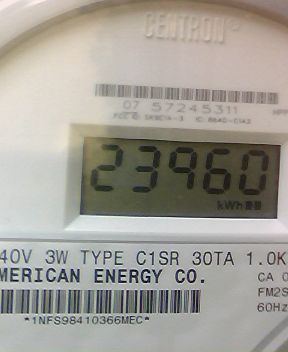 CENTRON®
07 57245311
23960
kWh
40V 3W TYPE C1SR 30TA 1.0K
MERICAN ENERGY CO.
CA 0
FM2S
60Hz
*1NFS98410366MEC*